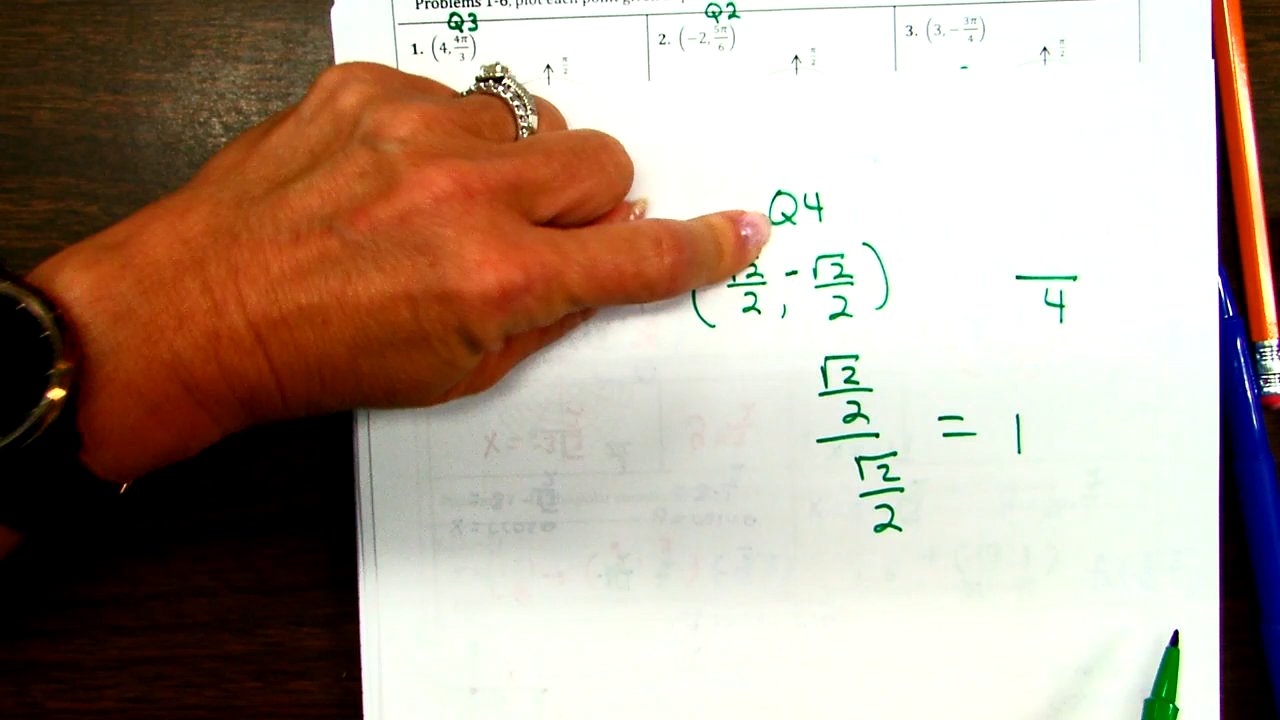 Problems 1-6, plot each point
Q3 Q2
1. (4, 4π/3) 2. (−2, 5π/6) 3. (3, −3π/4)
π/2 π/2 π/2
Q4
(√2/2, -√2/2) /4
√2/2 / √2/2 = 1